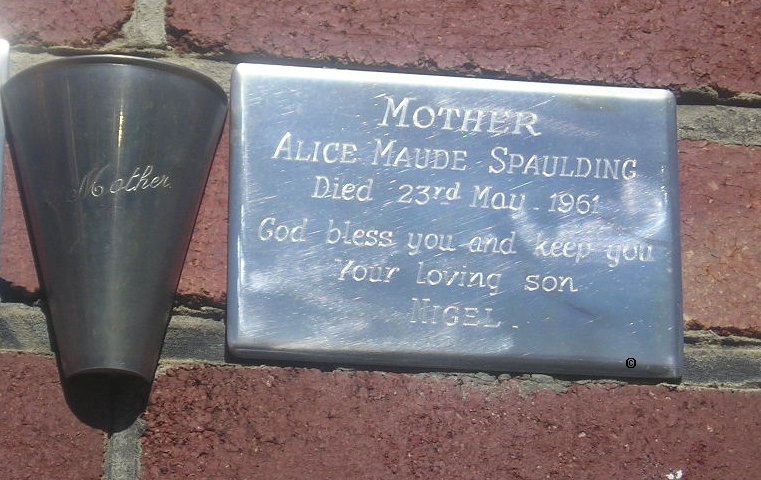 Mother
MOTHER
ALICE MAUDE SPAULDING
Died 23rd May 1961
God bless you and keep you
Your loving son
NIGEL.
©